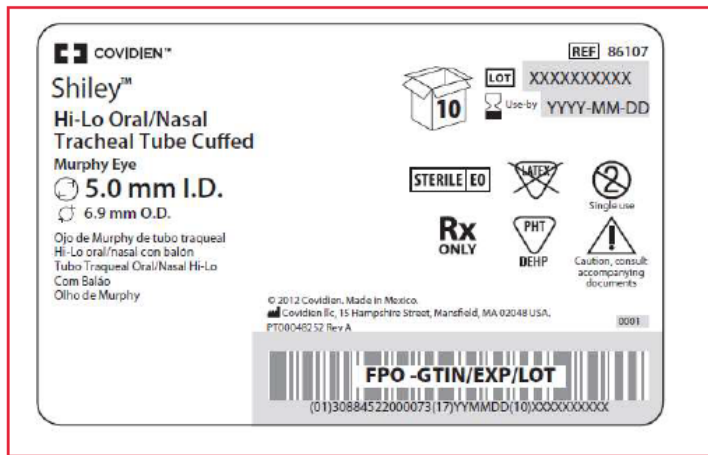 COVIDIEN™
Shiley™
Hi-Lo Oral/Nasal
Tracheal Tube Cuffed
Murphy Eye
5.0 mm I.D.
6.9 mm O.D.
Ojo de Murphy de tubo traqueal
Hi-Lo oral/nasal con balón
Tubo Traqueal Oral/Nasal Hi-Lo
Com Balão
Olho de Murphy
REF 86107
10
LOT XXXXXXXXXX
Use-by YYYY-MM-DD
STERILE EO
LATEX
2
Single use
Rx
ONLY
PHT
DEHP
!
Caution, consult
accompanying
documents
© 2012 Covidien. Made in Mexico.
Covidien llc, 15 Hampshire Street, Mansfield, MA 02048 USA.
PT00048252 Rev A
0001
FPO -GTIN/EXP/LOT
(01)30884522000073(17)YYMMDD(10)XXXXXXXXXX